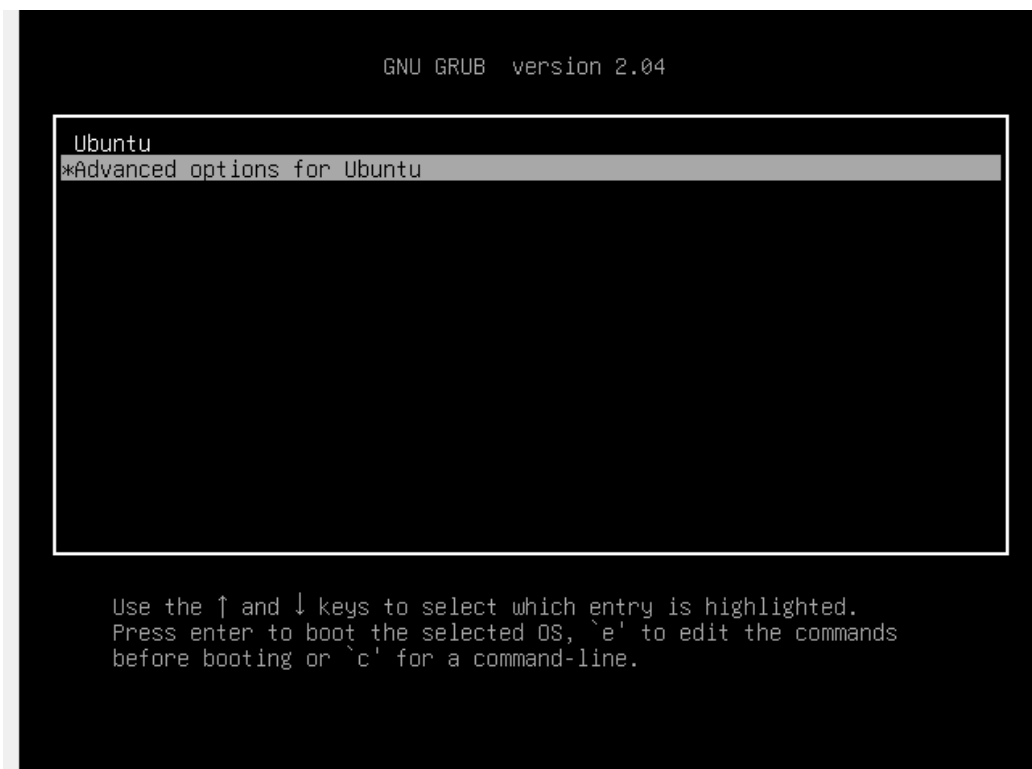 GNU GRUB  version 2.04
Ubuntu
*Advanced options for Ubuntu
Use the ↑ and ↓ keys to select which entry is highlighted.
Press enter to boot the selected OS, `e' to edit the commands
before booting or `c' for a command-line.